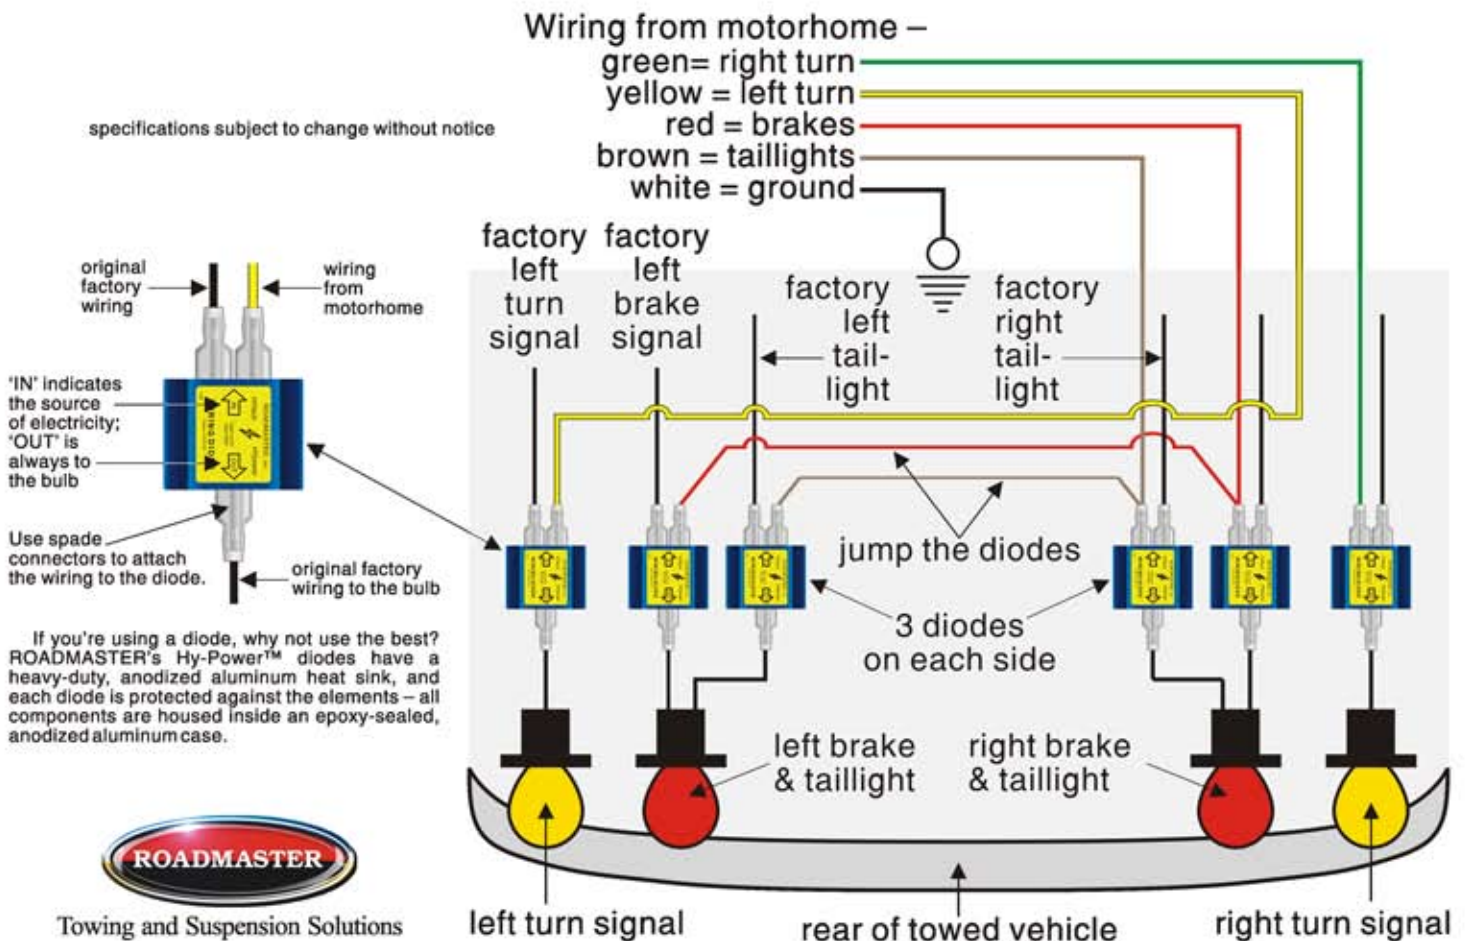 Wiring from motorhome –
green= right turn
yellow = left turn
red = brakes
brown = taillights
white = ground
specifications subject to change without notice
original
factory
wiring
wiring
from
motorhome
'IN' indicates
the source
of electricity;
'OUT' is
always to
the bulb
Use spade
connectors to attach
the wiring to the diode.
original factory
wiring to the bulb
If you're using a diode, why not use the best?
ROADMASTER's Hy-Power™ diodes have a
heavy-duty, anodized aluminum heat sink, and
each diode is protected against the elements – all
components are housed inside an epoxy-sealed,
anodized aluminum case.
ROADMASTER
Towing and Suspension Solutions
factory
left
turn
signal
factory
left
brake
signal
factory
left
tail-
light
factory
right
tail-
light
jump the diodes
3 diodes
on each side
left brake
& taillight
right brake
& taillight
left turn signal
rear of towed vehicle
right turn signal